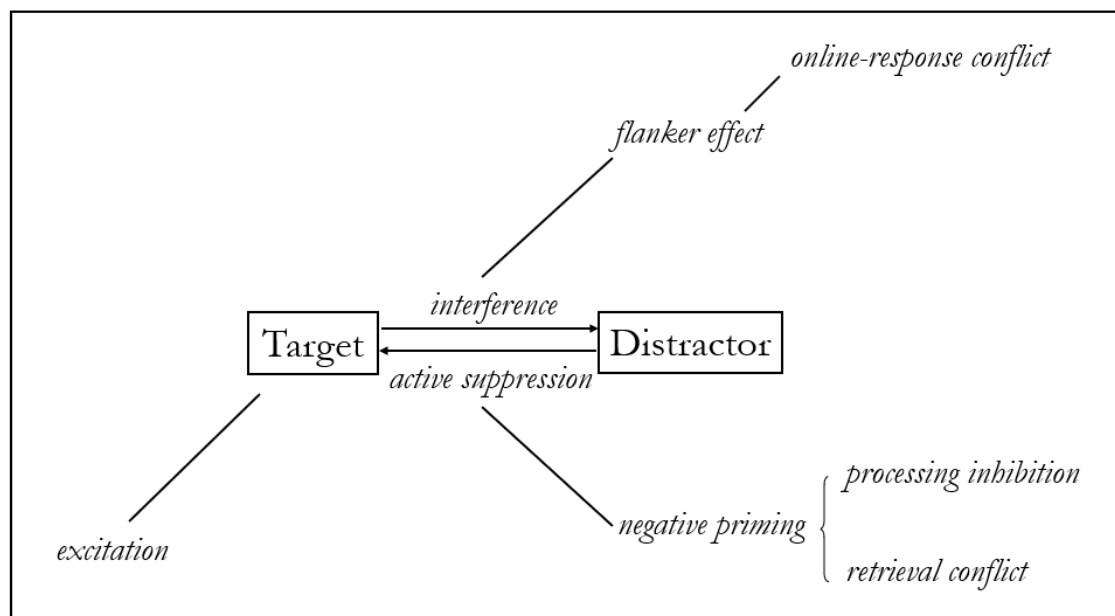 online-response conflict
flanker effect
interference
Target
Distractor
active suppression
processing inhibition
negative priming
excitation
retrieval conflict